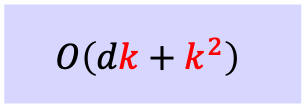 O(dk + k²)